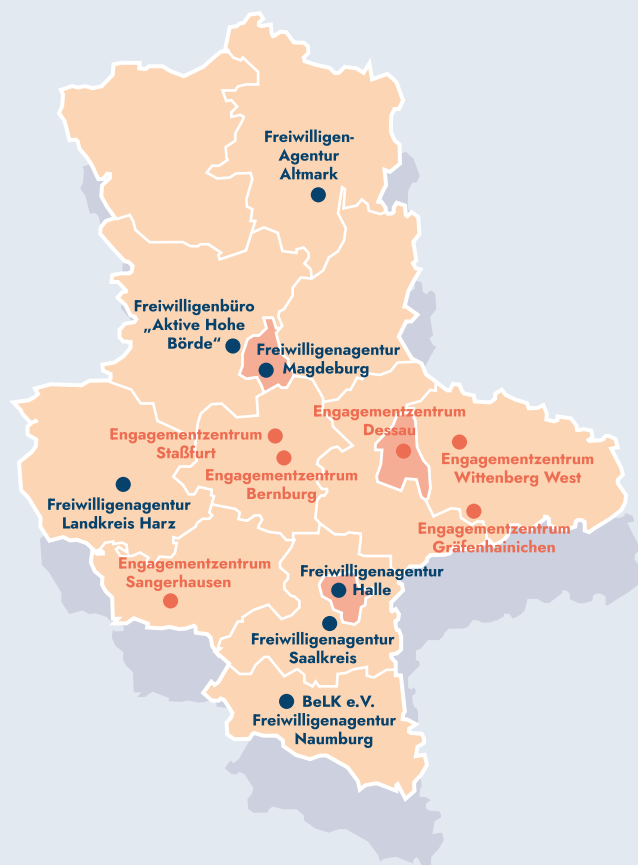 Freiwilligen-
Agentur
Altmark
Freiwilligenbüro
„Aktive Hohe
Börde“
Freiwilligenagentur
Magdeburg
Engagementzentrum
Dessau
Engagementzentrum
Staßfurt
Engagementzentrum
Bernburg
Engagementzentrum
Wittenberg West
Freiwilligenagentur
Landkreis Harz
Engagementzentrum
Gräfenhainichen
Engagementzentrum
Sangerhausen
Freiwilligenagentur
Halle
Freiwilligenagentur
Saalkreis
BeLK e.V.
Freiwilligenagentur
Naumburg